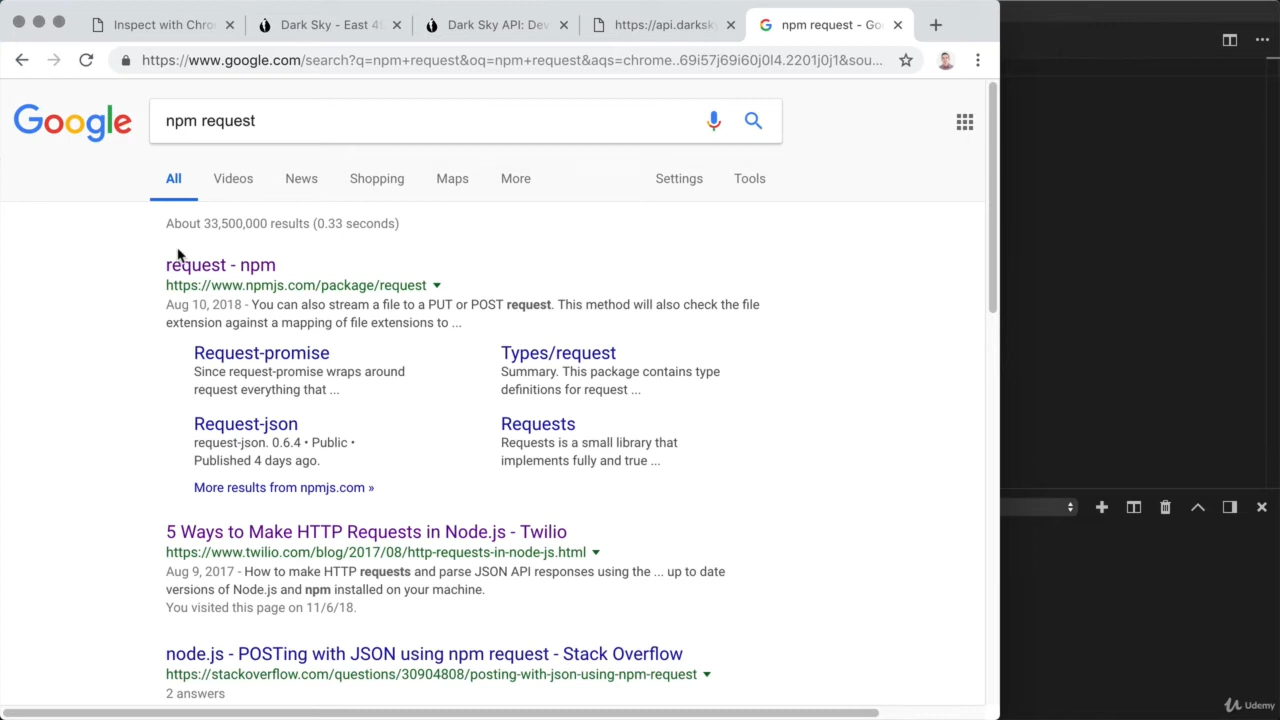 Inspect with Chro
Dark Sky - East 49
Dark Sky API: Dev
https://api.darksky
npm request - Goo
https://www.google.com/search?q=npm+request&oq=npm+request&aqs=chrome..69i57j69i60j0l4.2201j0j1&sou...
Google
npm request
All
Videos
News
Shopping
Maps
More
Settings
Tools
About 33,500,000 results (0.33 seconds)
request - npm
https://www.npmjs.com/package/request
Aug 10, 2018 - You can also stream a file to a PUT or POST request. This method will also check the file
extension against a mapping of file extensions to ...
Request-promise
Since request-promise wraps around
request everything that ...
Types/request
Summary. This package contains type
definitions for request ...
Request-json
request-json. 0.6.4 • Public •
Published 4 days ago.
Requests
Requests is a small library that
implements fully and true ...
More results from npmjs.com »
5 Ways to Make HTTP Requests in Node.js - Twilio
https://www.twilio.com/blog/2017/08/http-requests-in-node-js.html
Aug 9, 2017 - How to make HTTP requests and parse JSON API responses using the ... up to date
versions of Node.js and npm installed on your machine.
You visited this page on 11/6/18.
node.js - POSTing with JSON using npm request - Stack Overflow
https://stackoverflow.com/questions/30904808/posting-with-json-using-npm-request
2 answers
Udemy